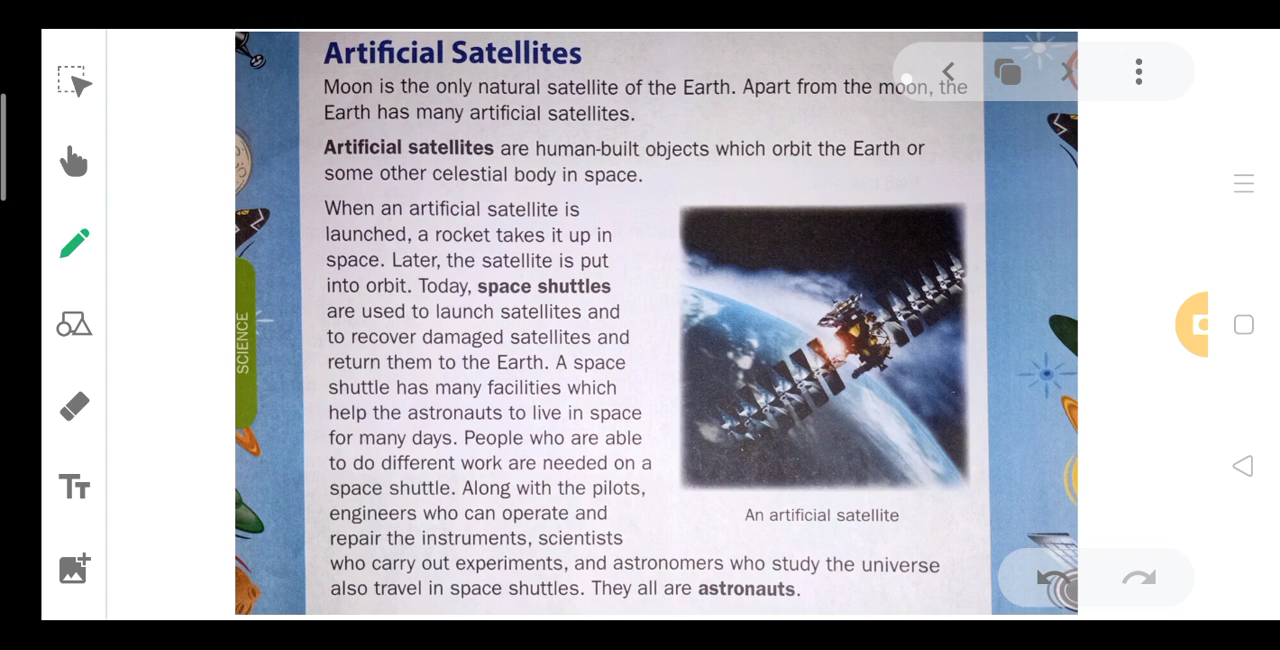 Artificial Satellites
Moon is the only natural satellite of the Earth. Apart from the moon, the
Earth has many artificial satellites.
Artificial satellites are human-built objects which orbit the Earth or
some other celestial body in space.
When an artificial satellite is
launched, a rocket takes it up in
space. Later, the satellite is put
into orbit. Today, space shuttles
are used to launch satellites and
to recover damaged satellites and
return them to the Earth. A space
shuttle has many facilities which
help the astronauts to live in space
for many days. People who are able
to do different work are needed on a
space shuttle. Along with the pilots,
engineers who can operate and
repair the instruments, scientists
who carry out experiments, and astronomers who study the universe
also travel in space shuttles. They all are astronauts.
An artificial satellite
SCIENCE
Tт